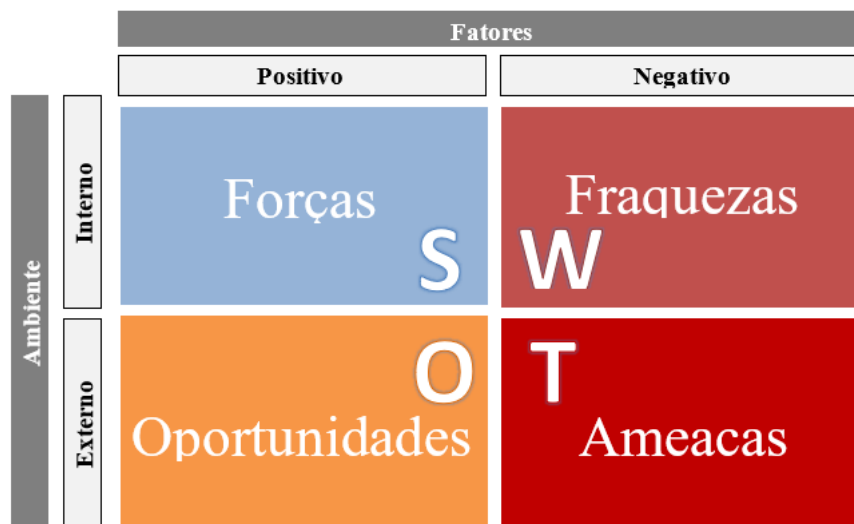 Fatores
Positivo
Negativo
Ambiente
Interno
Forças
S
Fraquezas
W
Externo
O
Oportunidades
T
Ameacas